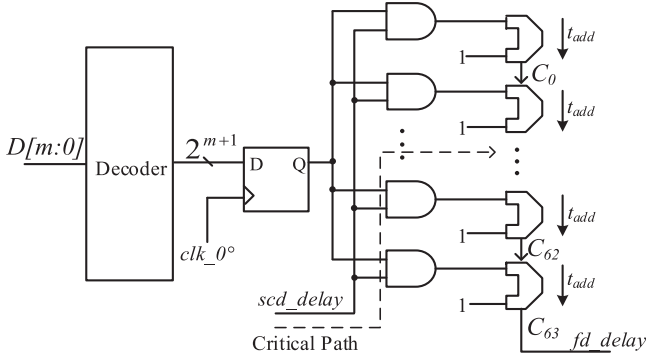 t_add
1
C_0
t_add
1
D[m:0]
Decoder
2^{m+1}
D
Q
clk_0°
t_add
1
C_62
t_add
scd_delay
1
Critical Path
C_63
fd_delay